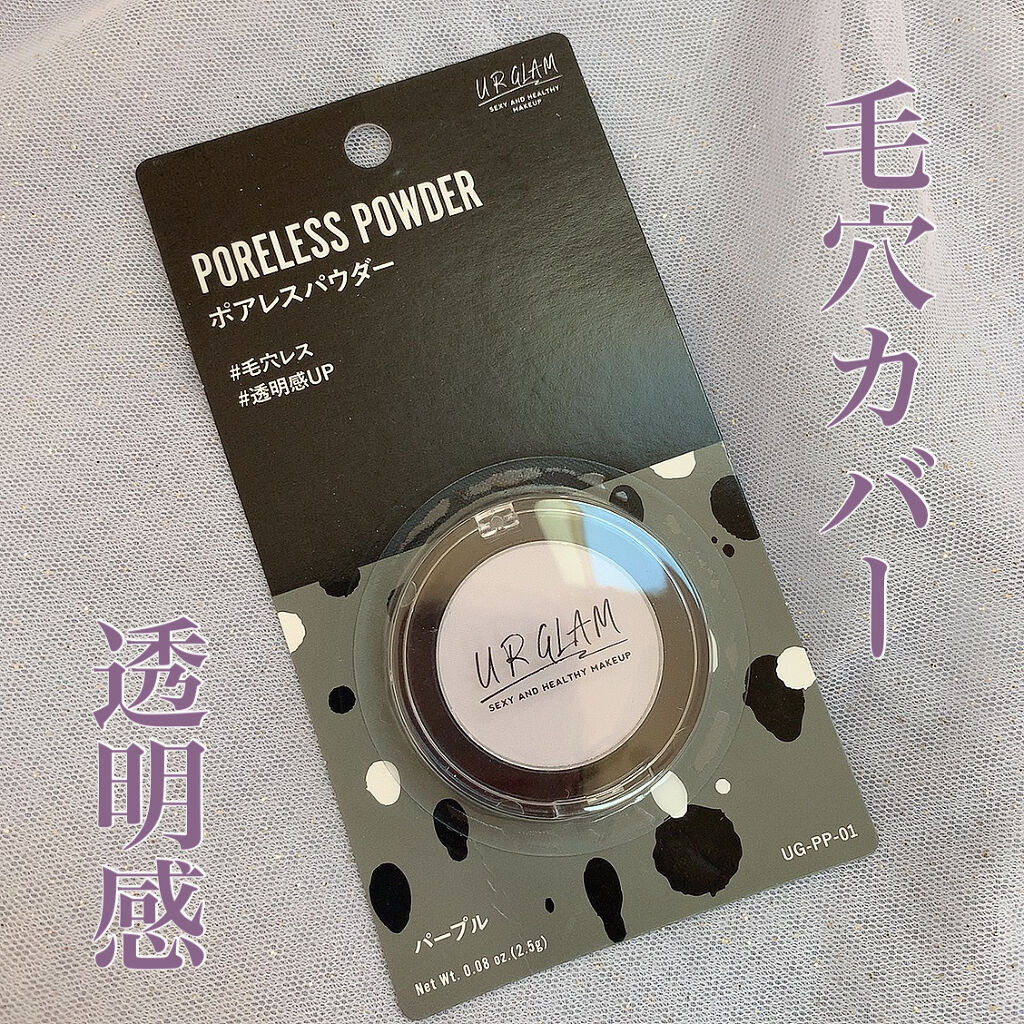 URGLAM
SEXY AND HEALTHY
MAKEUP
PORELESS POWDER
ポアレスパウダー
#毛穴レス
#透明感UP
毛穴カバー
URGLAM
SEXY AND HEALTHY MAKEUP
透明感
UG-PP-01
パープル
Net Wt. 0.08 oz.(2.5g)